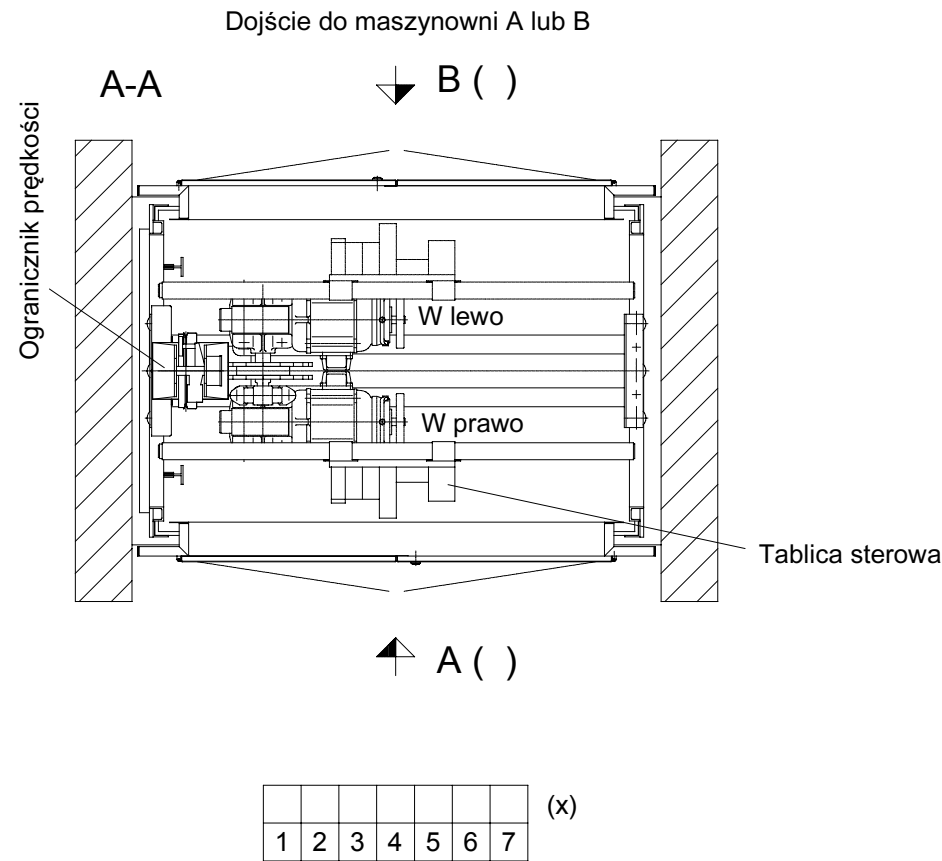 Dojście do maszynowni A lub B
A-A
B ( )
Ogranicznik prędkości
W lewo
W prawo
Tablica sterowa
A ( )
(x)
1 2 3 4 5 6 7